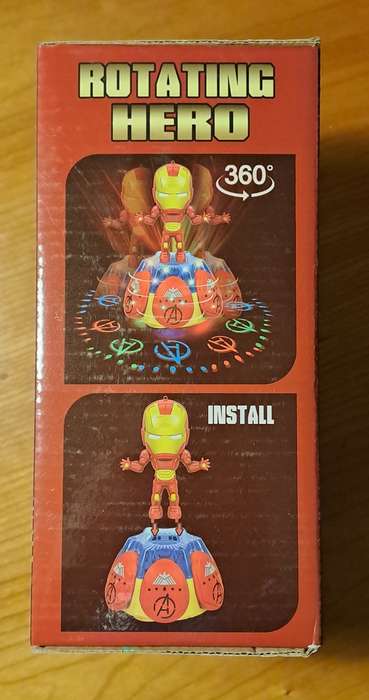 ROTATING
HERO
360°
INSTALL